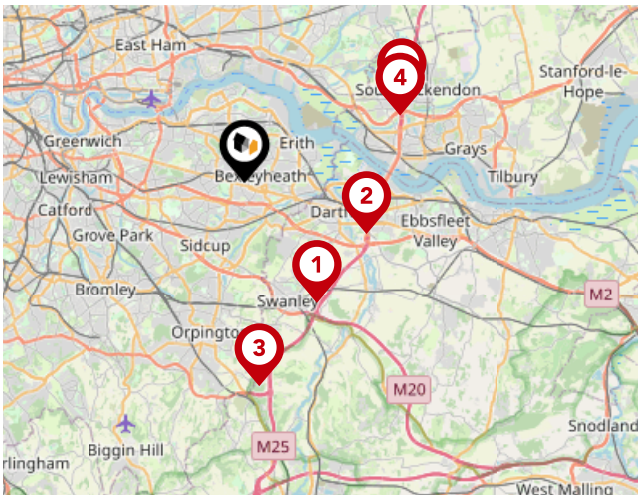 East Ham
Stanford-le-
Hope
4
Greenwich
Erith
Grays
Lewisham
Bexleyheath
Tilbury
Catford
2
Grove Park
Sidcup
Ebbsfleet
Valley
1
Bromley
Swanley
M2
Orpington
3
M20
Biggin Hill
M25
Snodland
West Malling